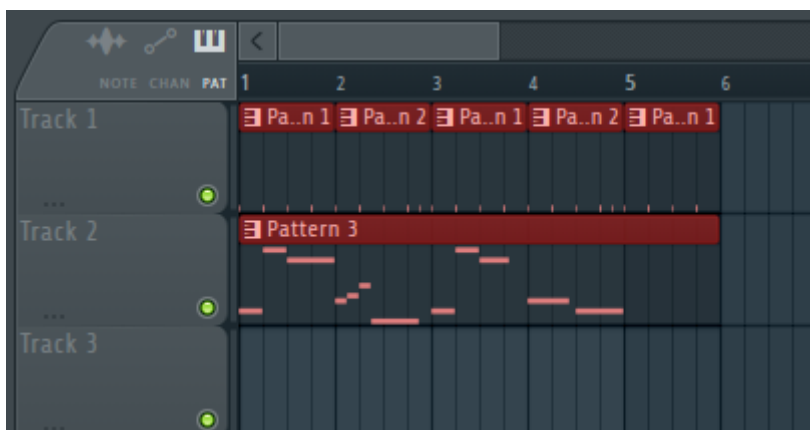 NOTE CHAN PAT
1 2 3 4 5 6
Track 1
Pa..n 1 Pa..n 2 Pa..n 1 Pa..n 2 Pa..n 1
...
Track 2
Pattern 3
...
Track 3
...